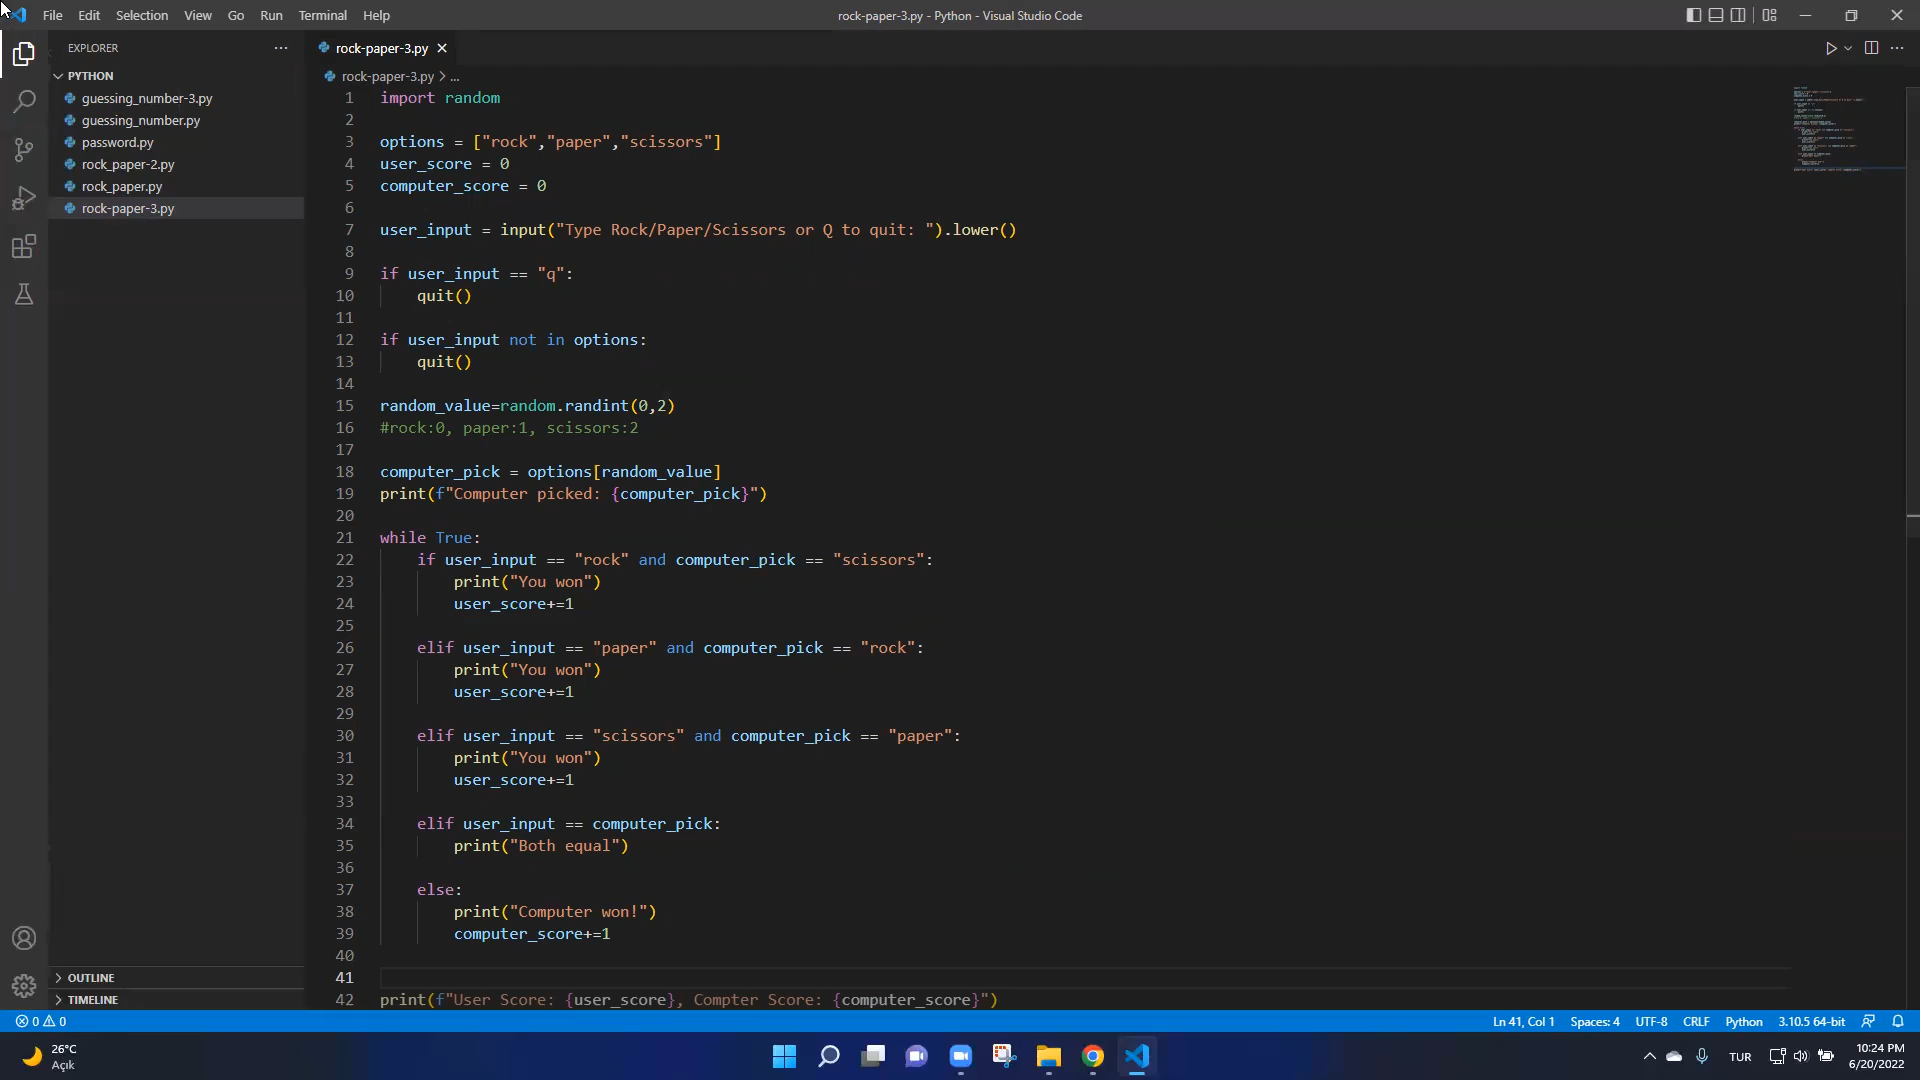 File Edit Selection View Go Run Terminal Help
rock-paper-3.py - Python - Visual Studio Code
EXPLORER
PYTHON
guessing_number-3.py
guessing_number.py
password.py
rock_paper-2.py
rock_paper.py
rock-paper-3.py
OUTLINE
TIMELINE
rock-paper-3.py
rock-paper-3.py > ...
1 import random
2
3 options = ["rock","paper","scissors"]
4 user_score = 0
5 computer_score = 0
6
7 user_input = input("Type Rock/Paper/Scissors or Q to quit: ").lower()
8
9 if user_input == "q":
10 quit()
11
12 if user_input not in options:
13 quit()
14
15 random_value=random.randint(0,2)
16 #rock:0, paper:1, scissors:2
17
18 computer_pick = options[random_value]
19 print(f"Computer picked: {computer_pick}")
20
21 while True:
22 if user_input == "rock" and computer_pick == "scissors":
23 print("You won")
24 user_score+=1
25
26 elif user_input == "paper" and computer_pick == "rock":
27 print("You won")
28 user_score+=1
29
30 elif user_input == "scissors" and computer_pick == "paper":
31 print("You won")
32 user_score+=1
33
34 elif user_input == computer_pick:
35 print("Both equal")
36
37 else:
38 print("Computer won!")
39 computer_score+=1
40
41
42 print(f"User Score: {user_score}, Compter Score: {computer_score}")
0 0
Ln 41, Col 1 Spaces: 4 UTF-8 CRLF Python 3.10.5 64-bit
26°C
Açık
TUR
10:24 PM
6/20/2022